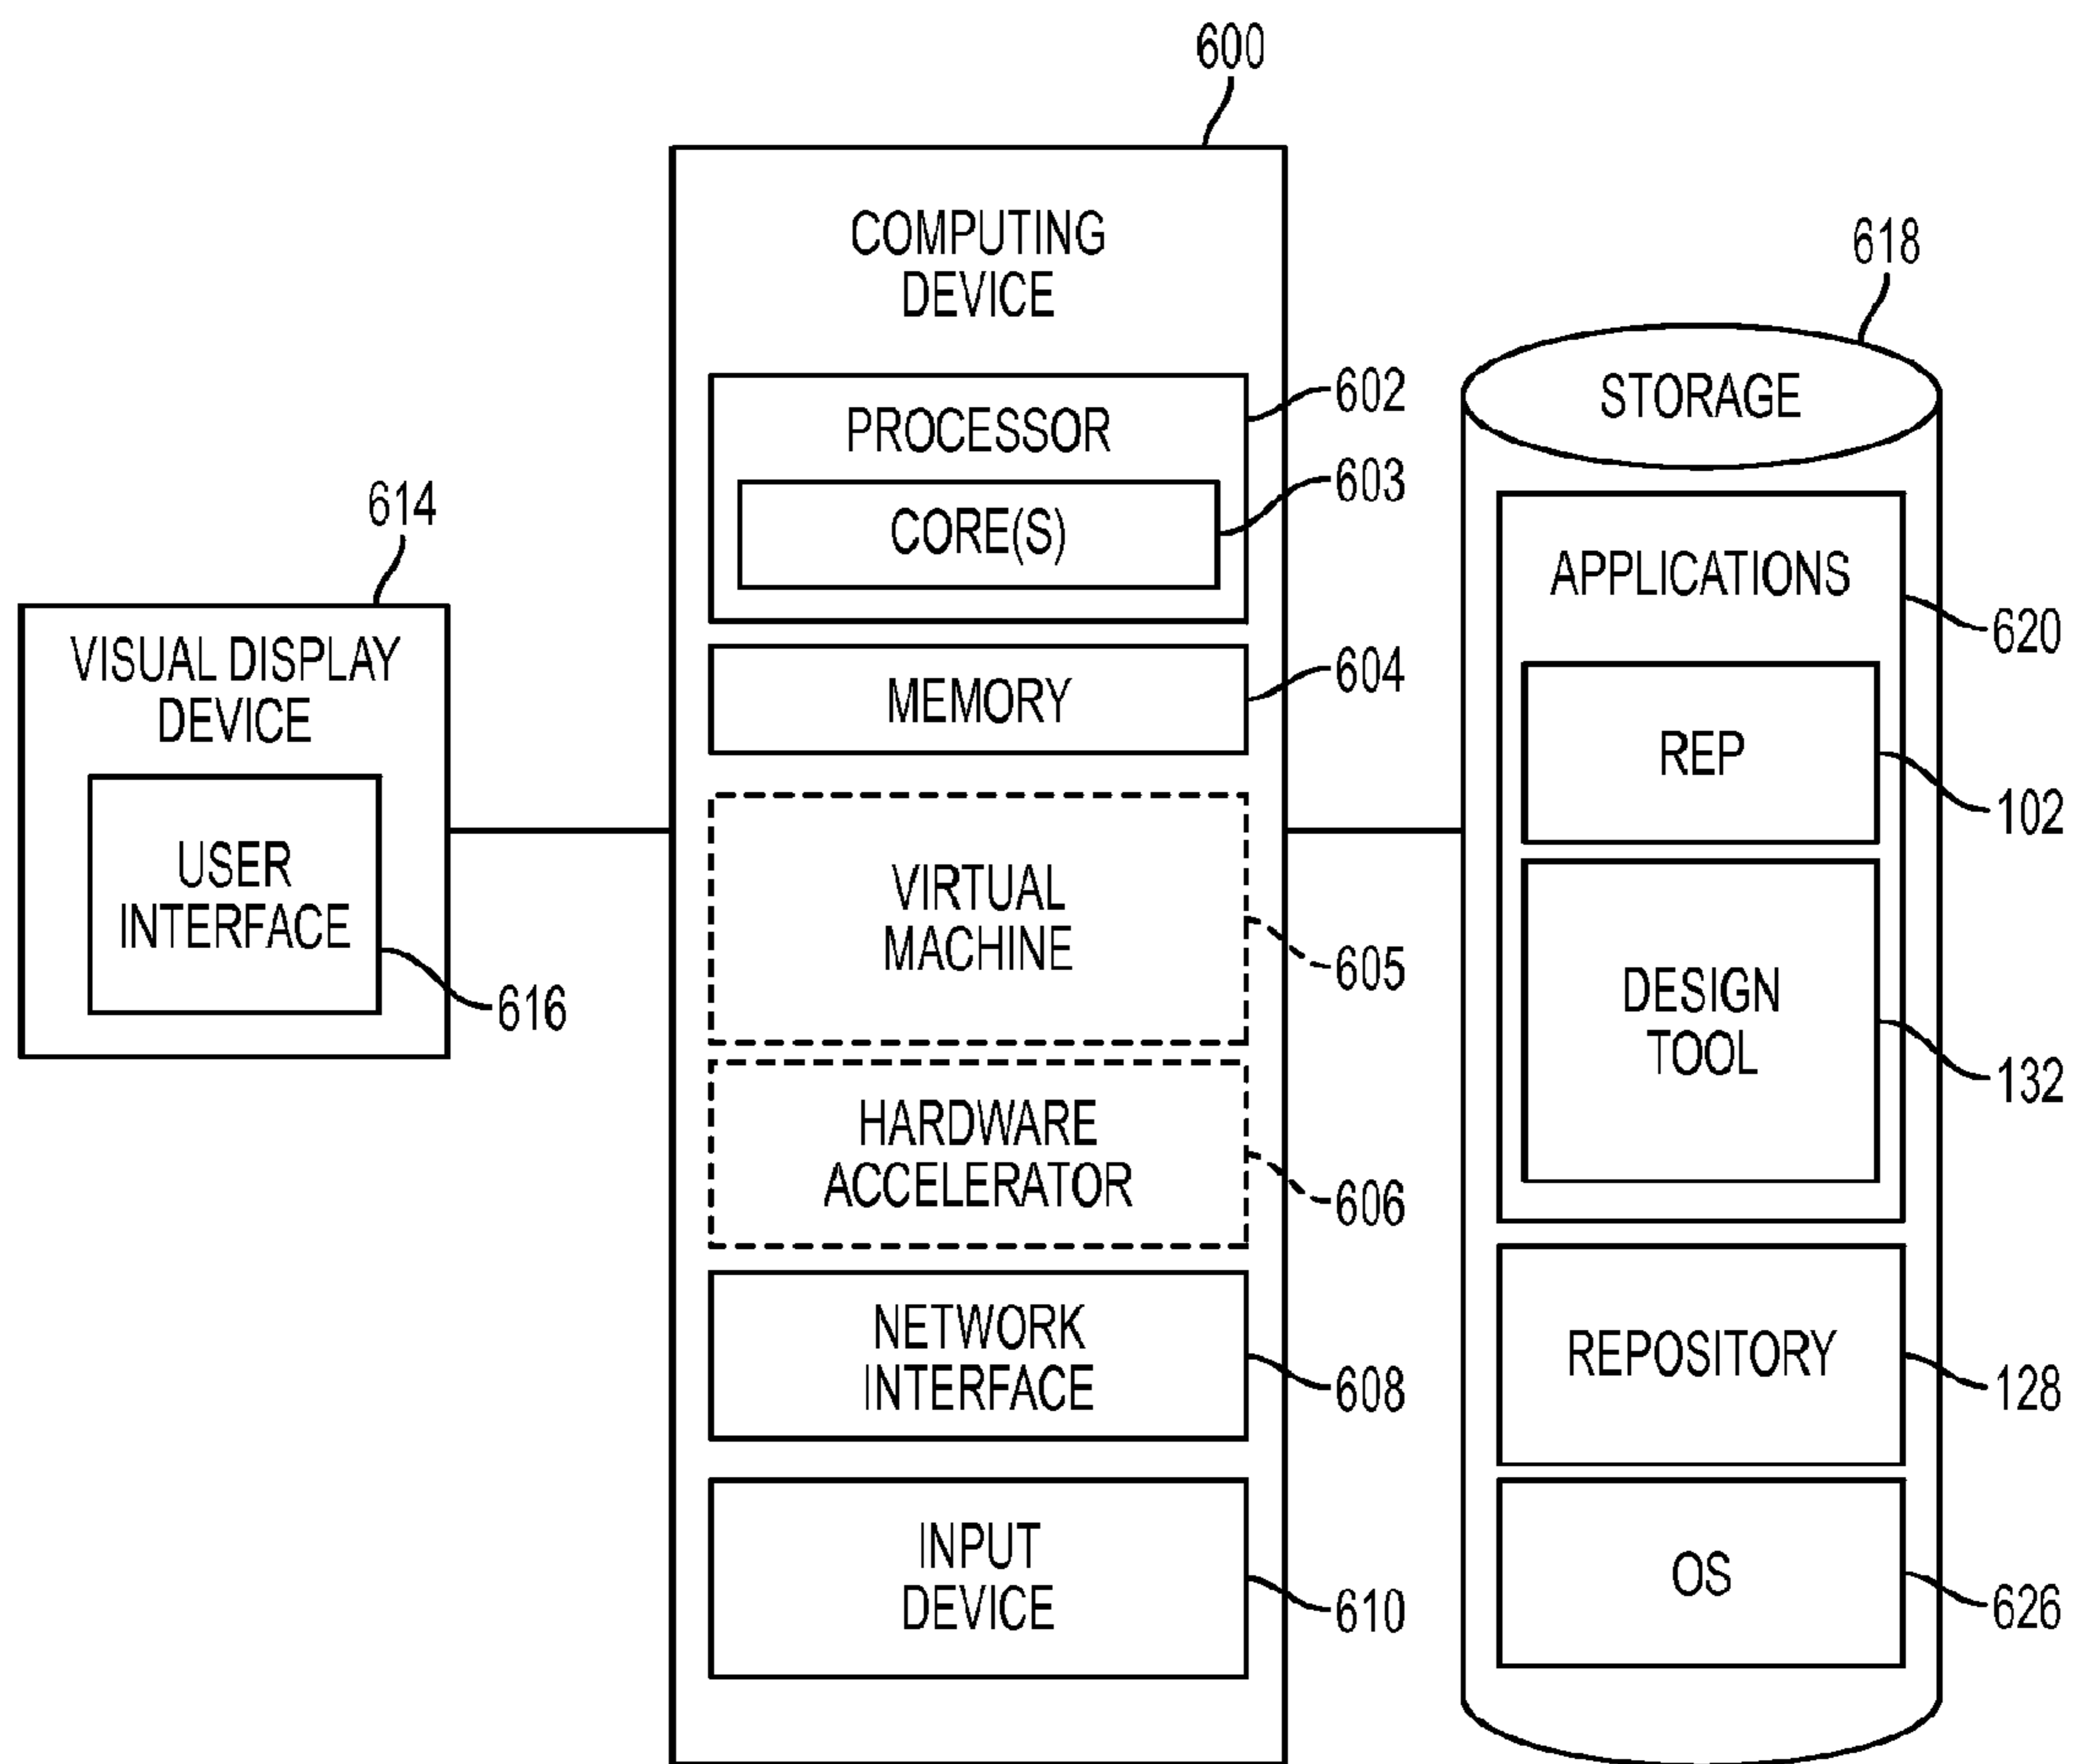 600
COMPUTING
DEVICE
618
STORAGE
PROCESSOR
602
CORE(S)
603
614
VISUAL DISPLAY
DEVICE
USER
INTERFACE
616
MEMORY
604
VIRTUAL
MACHINE
605
HARDWARE
ACCELERATOR
606
NETWORK
INTERFACE
608
INPUT
DEVICE
610
APPLICATIONS
620
REP
102
DESIGN
TOOL
132
REPOSITORY
128
OS
626